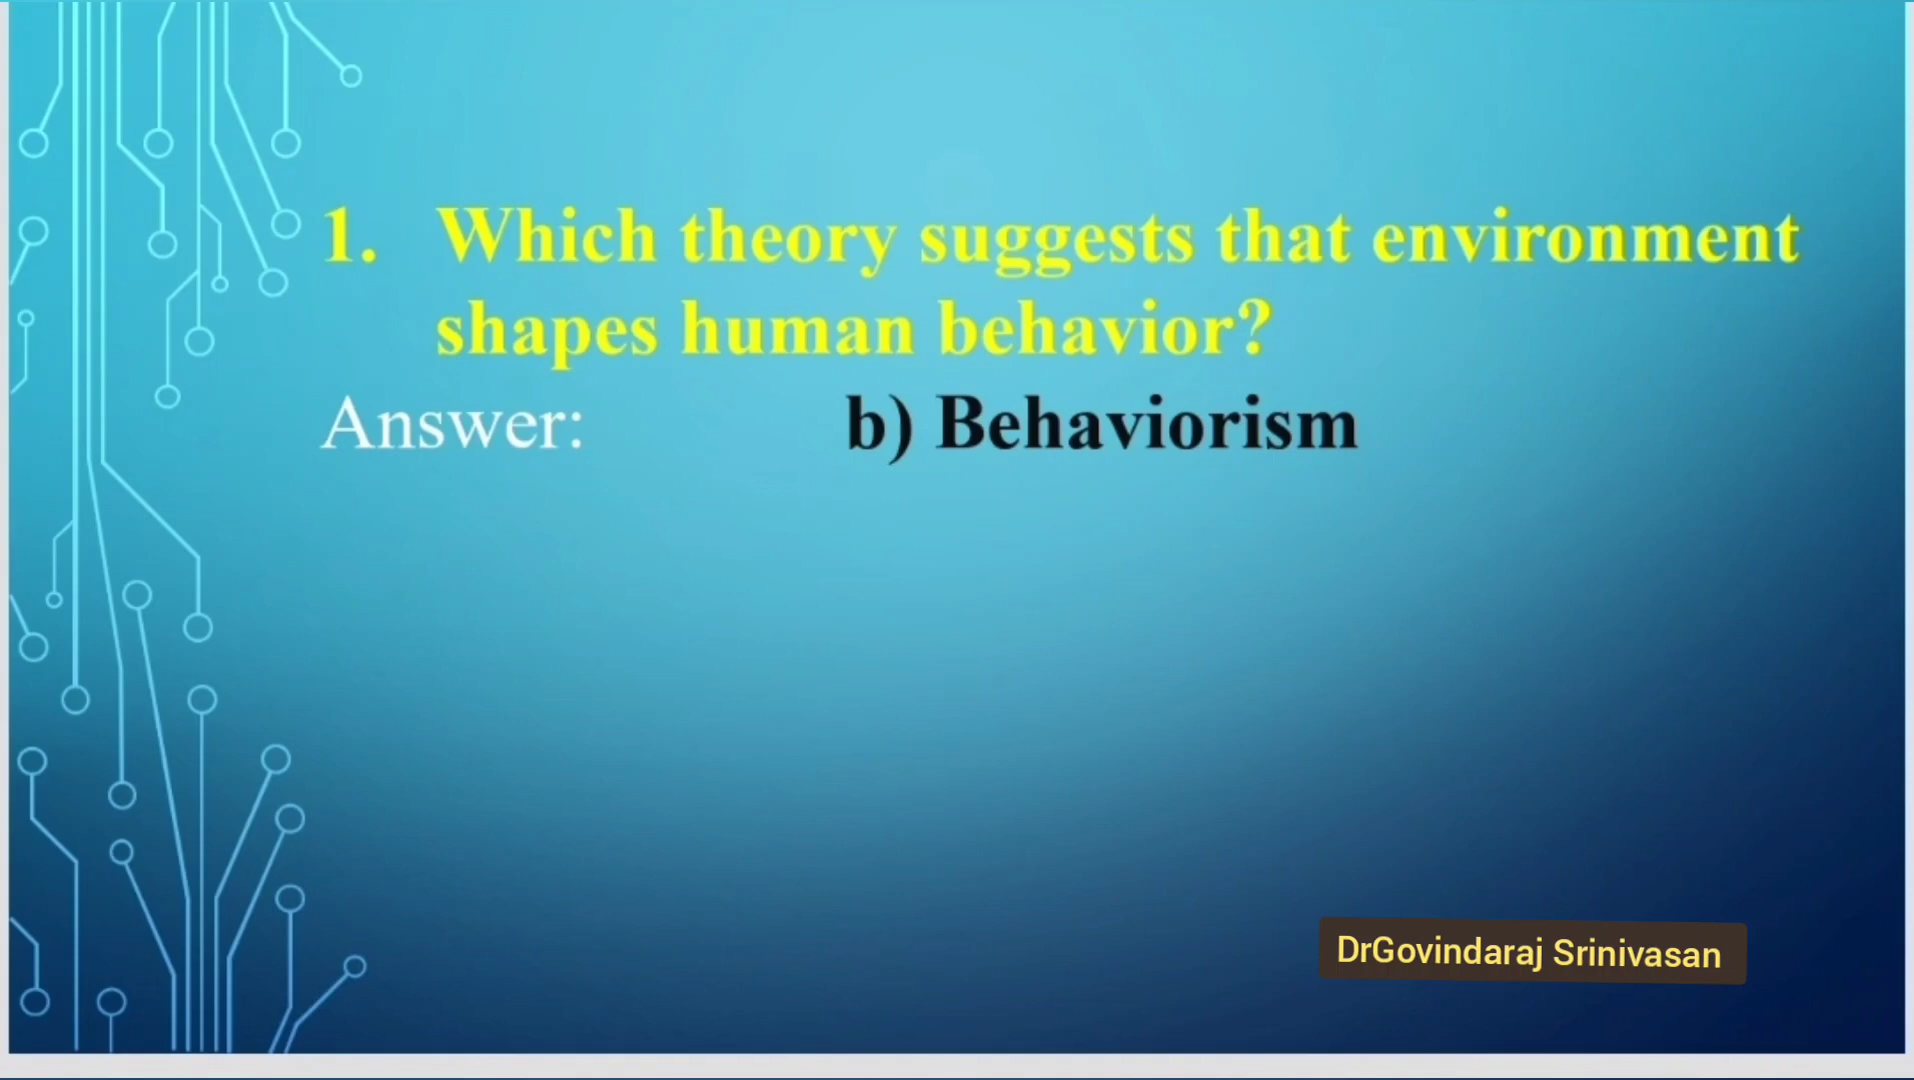 1. Which theory suggests that environment
shapes human behavior?
Answer: b) Behaviorism
DrGovindaraj Srinivasan